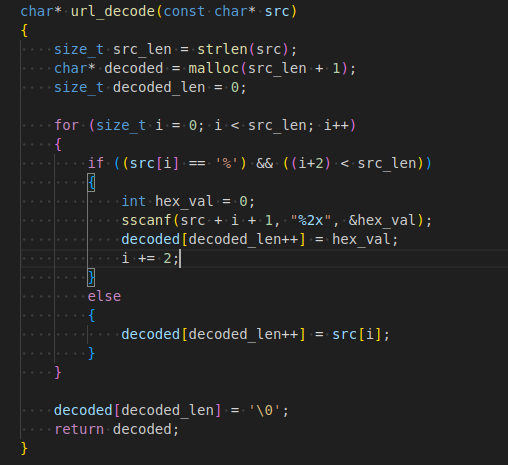 char* url_decode(const char* src)
{
    size_t src_len = strlen(src);
    char* decoded = malloc(src_len + 1);
    size_t decoded_len = 0;

    for (size_t i = 0; i < src_len; i++)
    {
        if ((src[i] == '%') && ((i+2) < src_len))
        {
            int hex_val = 0;
            sscanf(src + i + 1, "%2x", &hex_val);
            decoded[decoded_len++] = hex_val;
            i += 2;
        }
        else
        {
            decoded[decoded_len++] = src[i];
        }
    }

    decoded[decoded_len] = '\0';
    return decoded;
}